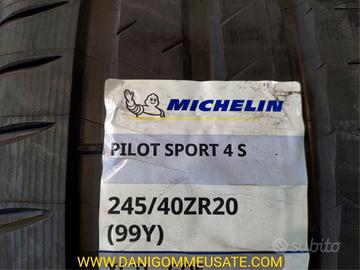 MICHELIN
PILOT SPORT 4 S
245/40ZR20
(99Y)
subito
WWW.DANIGOMMEUSATE.COM